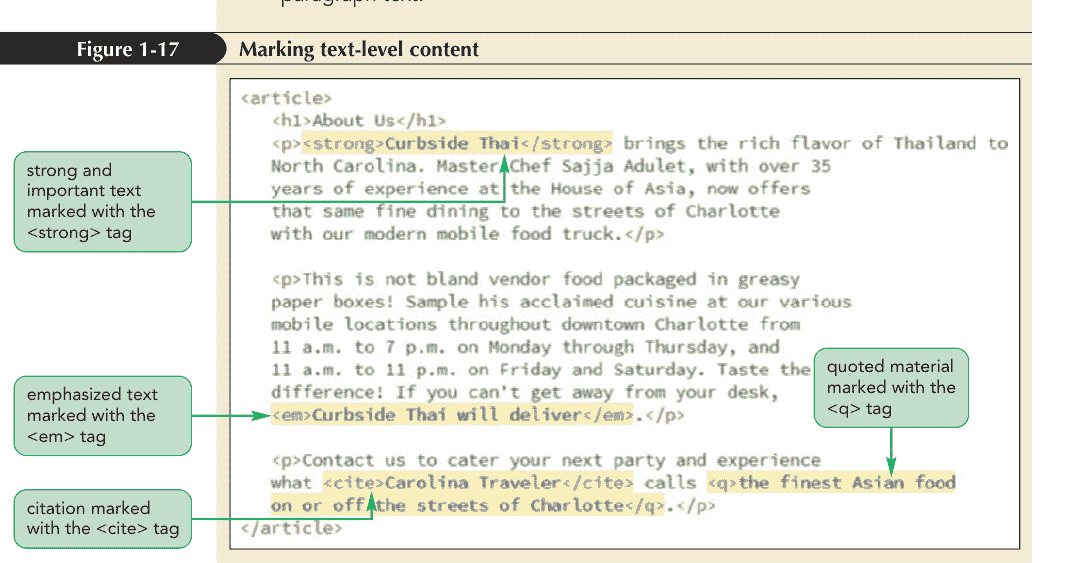 paragraph text.
Figure 1-17
Marking text-level content
<article>
<h1>About Us</h1>
<p><strong>Curbside Thai</strong> brings the rich flavor of Thailand to
North Carolina. Master Chef Sajja Adulet, with over 35
years of experience at the House of Asia, now offers
that same fine dining to the streets of Charlotte
with our modern mobile food truck.</p>
<p>This is not bland vendor food packaged in greasy
paper boxes! Sample his acclaimed cuisine at our various
mobile locations throughout downtown Charlotte from
11 a.m. to 7 p.m. on Monday through Thursday, and
11 a.m. to 11 p.m. on Friday and Saturday. Taste the
difference! If you can't get away from your desk,
<em>Curbside Thai will deliver</em>.</p>
<p>Contact us to cater your next party and experience
what <cite>Carolina Traveler</cite> calls <q>the finest Asian food
on or off the streets of Charlotte</q>.</p>
</article>
strong and
important text
marked with the
<strong> tag
emphasized text
marked with the
<em> tag
citation marked
with the <cite> tag
quoted material
marked with the
<q> tag